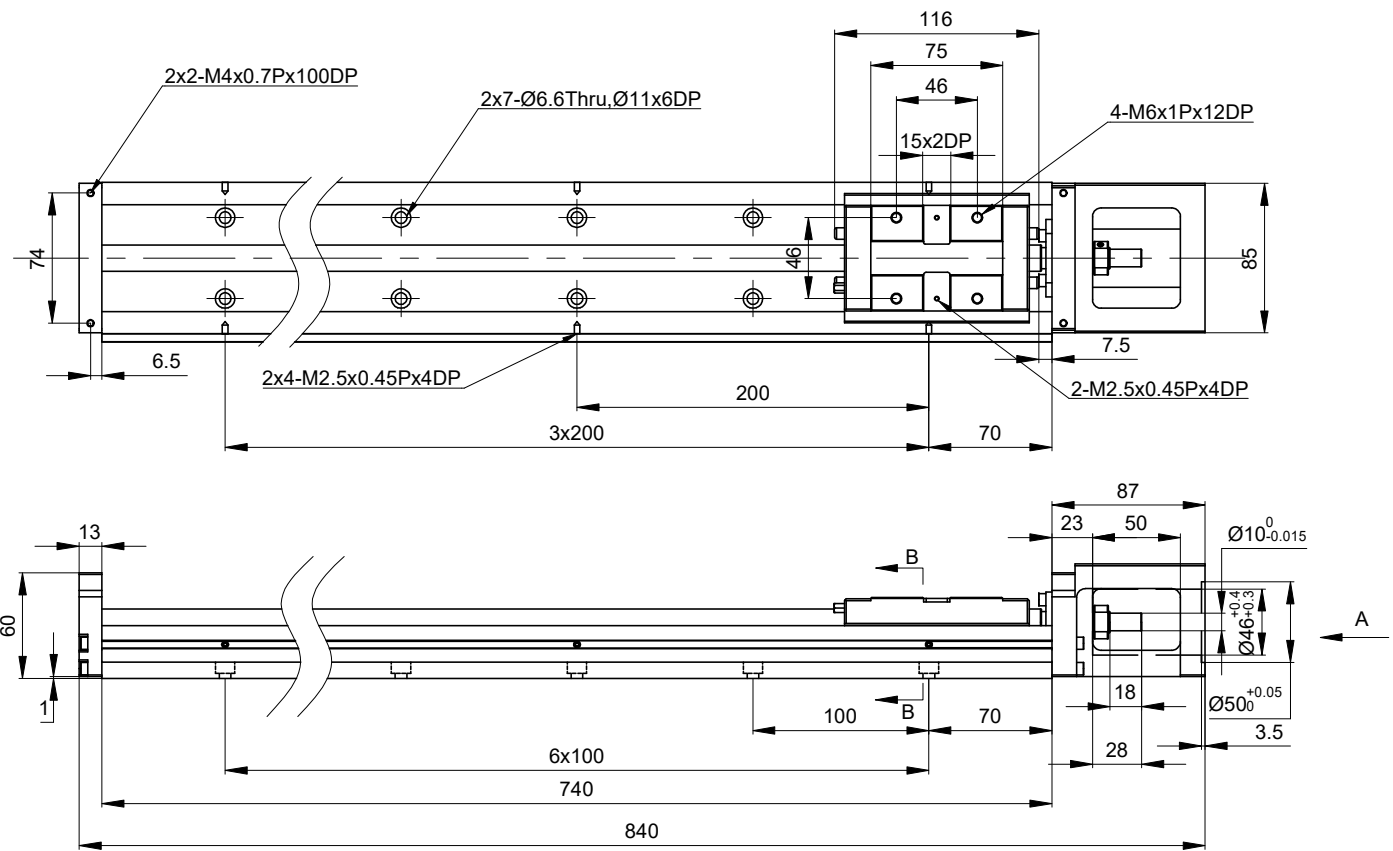 116
75
46
15x2DP
2x2-M4x0.7Px100DP
2x7-Ø6.6Thru,Ø11x6DP
4-M6x1Px12DP
74
46
85
6.5
7.5
2x4-M2.5x0.45Px4DP
2-M2.5x0.45Px4DP
200
3x200
70
87
13
23
50
Ø10 0 -0.015
B
60
Ø46 +0.4 +0.3
A
1
B
18
Ø50 +0.05 0
100
70
3.5
6x100
28
740
840